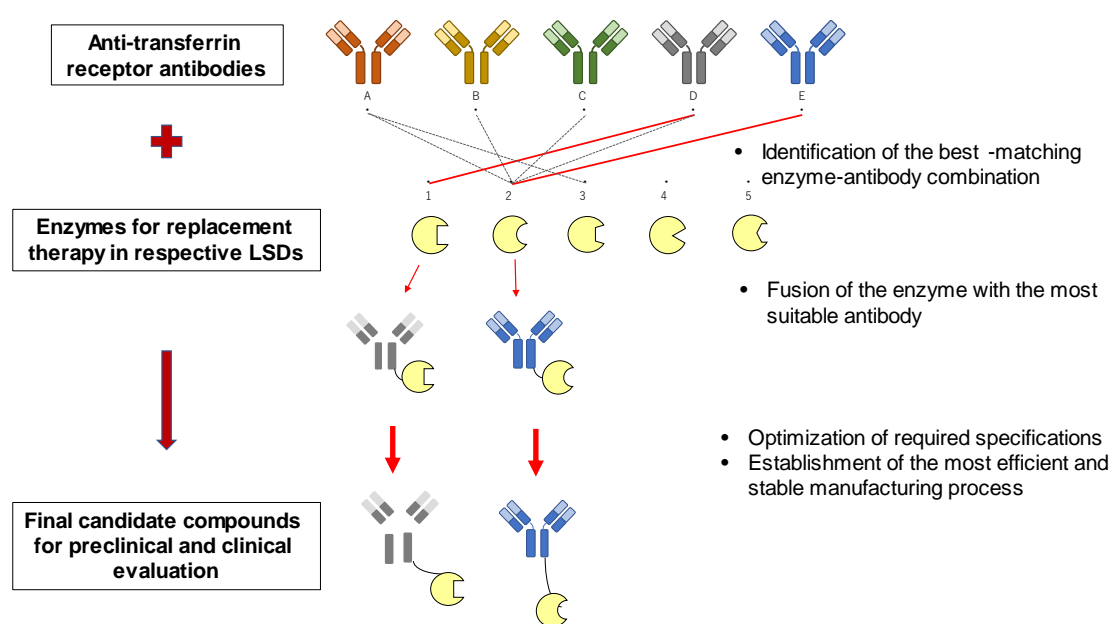 Anti-transferrin
receptor antibodies
A B C D E
• Identification of the best -matching
enzyme-antibody combination
1 2 3 4 5
Enzymes for replacement
therapy in respective LSDs
• Fusion of the enzyme with the most
suitable antibody
• Optimization of required specifications
• Establishment of the most efficient and
stable manufacturing process
Final candidate compounds
for preclinical and clinical
evaluation